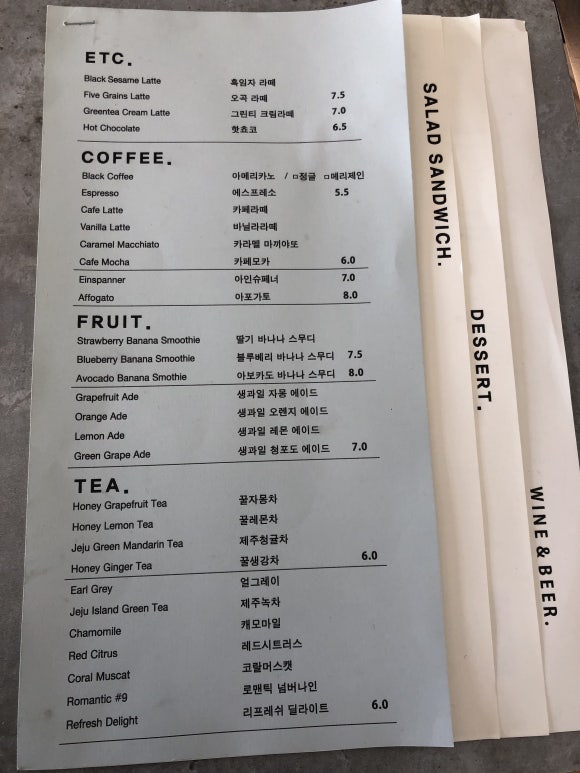 ETC.
Black Sesame Latte 흑임자 라떼
Five Grains Latte 오곡 라떼 7.5
Greentea Cream Latte 그린티 크림라떼 7.0
Hot Chocolate 핫쵸코 6.5
COFFEE.
Black Coffee 아메리카노 / ㅁ정글 ㅁ메리제인
Espresso 에스프레소 5.5
Cafe Latte 카페라떼
Vanilla Latte 바닐라라떼
Caramel Macchiato 카라멜 마끼야또
Cafe Mocha 카페모카 6.0
Einspanner 아인슈페너 7.0
Affogato 아포가토 8.0
FRUIT.
Strawberry Banana Smoothie 딸기 바나나 스무디
Blueberry Banana Smoothie 블루베리 바나나 스무디 7.5
Avocado Banana Smothie 아보카도 바나나 스무디 8.0
Grapefruit Ade 생과일 자몽 에이드
Orange Ade 생과일 오렌지 에이드
Lemon Ade 생과일 레몬 에이드
Green Grape Ade 생과일 청포도 에이드 7.0
TEA.
Honey Grapefruit Tea 꿀자몽차
Honey Lemon Tea 꿀레몬차
Jeju Green Mandarin Tea 제주청귤차
Honey Ginger Tea 꿀생강차 6.0
Earl Grey 얼그레이
Jeju Island Green Tea 제주녹차
Chamomile 캐모마일
Red Citrus 레드시트러스
Coral Muscat 코랄머스캣
Romantic #9 로맨틱 넘버나인
Refresh Delight 리프레쉬 딜라이트 6.0
SALAD SANDWICH.
DESSERT.
WINE & BEER.